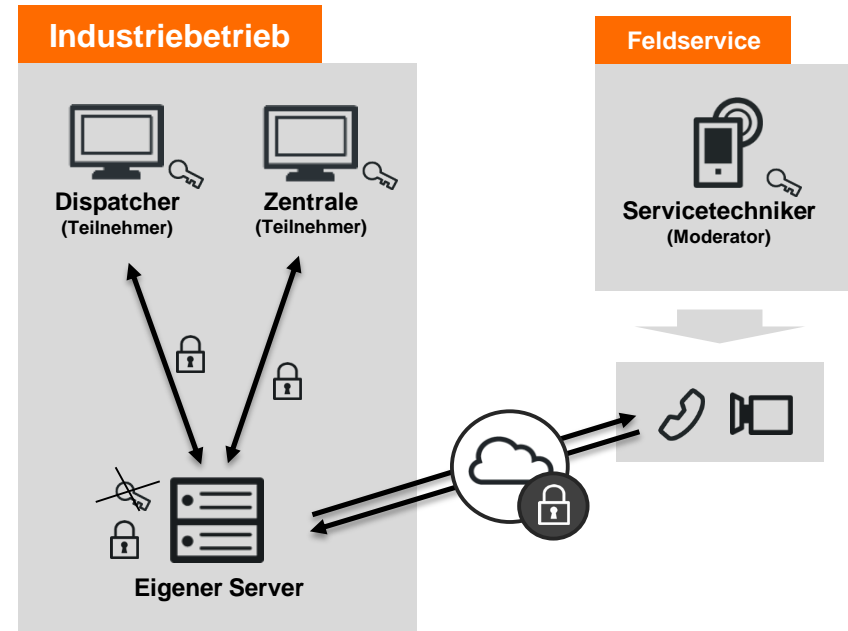 Industriebetrieb
Feldservice
Dispatcher
(Teilnehmer)
Zentrale
(Teilnehmer)
Servicetechniker
(Moderator)
Eigener Server